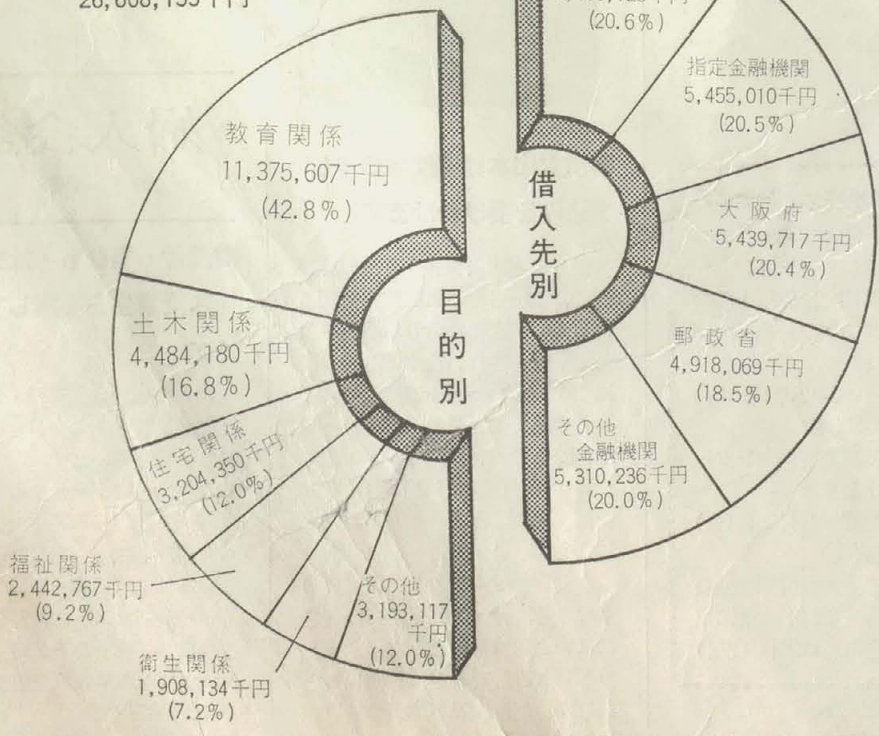 教育関係
11,375,607千円
(42.8%)
土木関係
4,484,180千円
(16.8%)
住宅関係
3,204,350千円
(12.0%)
福祉関係
2,442,767千円
(9.2%)
衛生関係
1,908,134千円
(7.2%)
その他
3,193,117
千円
(12.0%)
目的別
借入先別
(20.6%)
指定金融機関
5,455,010千円
(20.5%)
大阪府
5,439,717千円
(20.4%)
郵政省
4,918,069千円
(18.5%)
その他
金融機関
5,310,236千円
(20.0%)